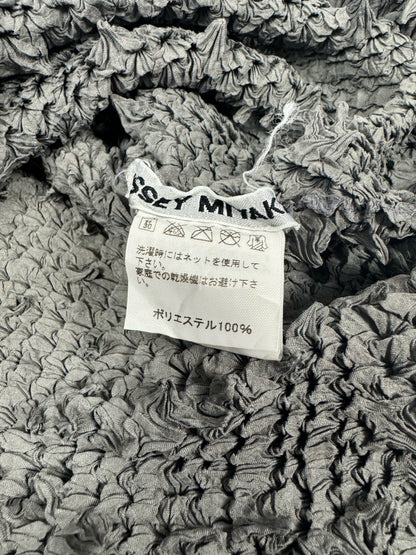 SSEY MIYAK
洗濯時にはネットを使用して
下さい。
家庭での乾燥機はお避け下さ
い。
ポリエステル100%